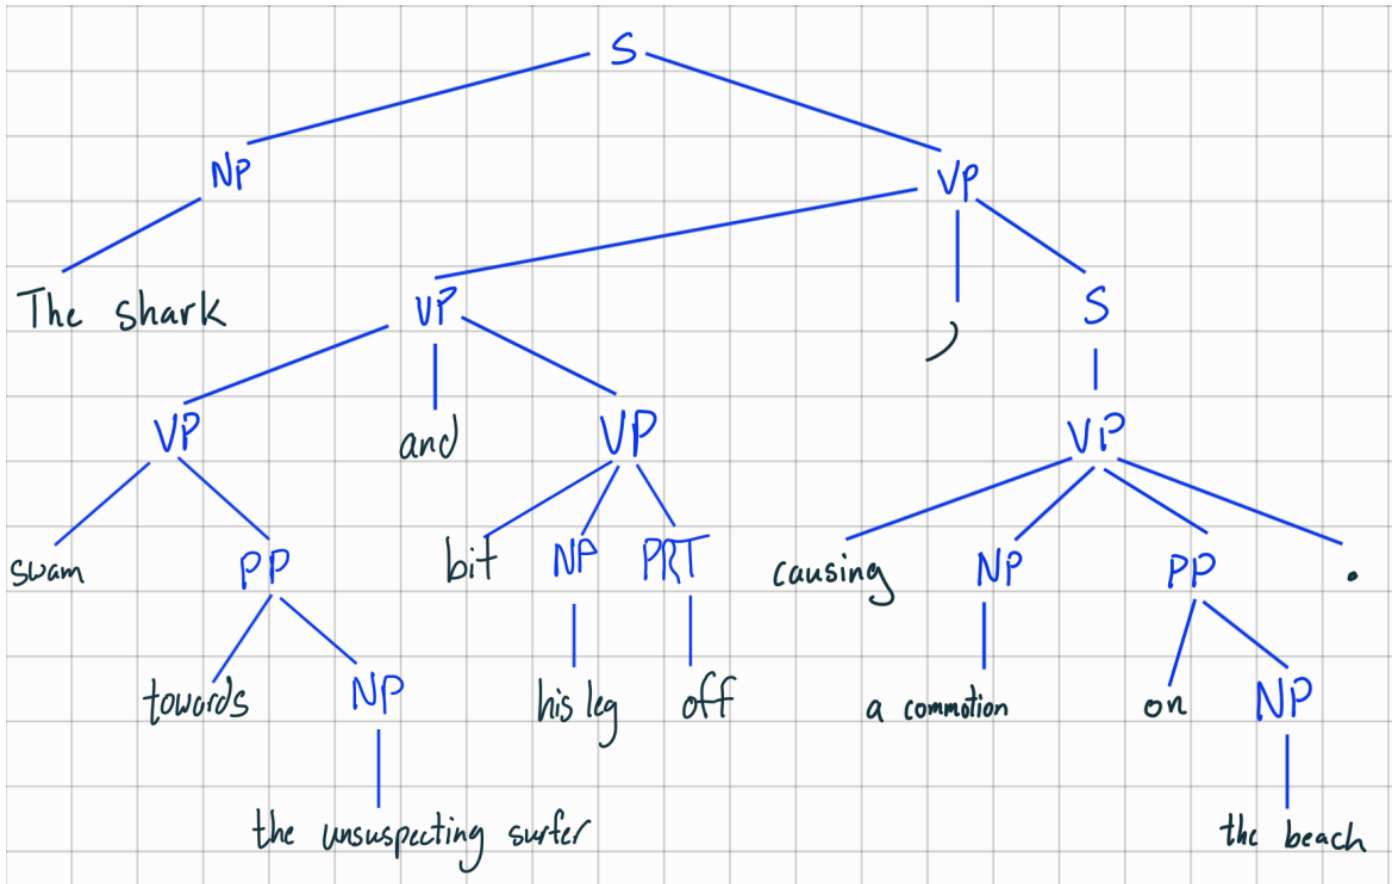 S
NP VP
The shark VP , S
VP and VP VP
swam PP bit NP PRT causing NP PP .
towards NP his leg off a commotion on NP
the unsuspecting surfer the beach